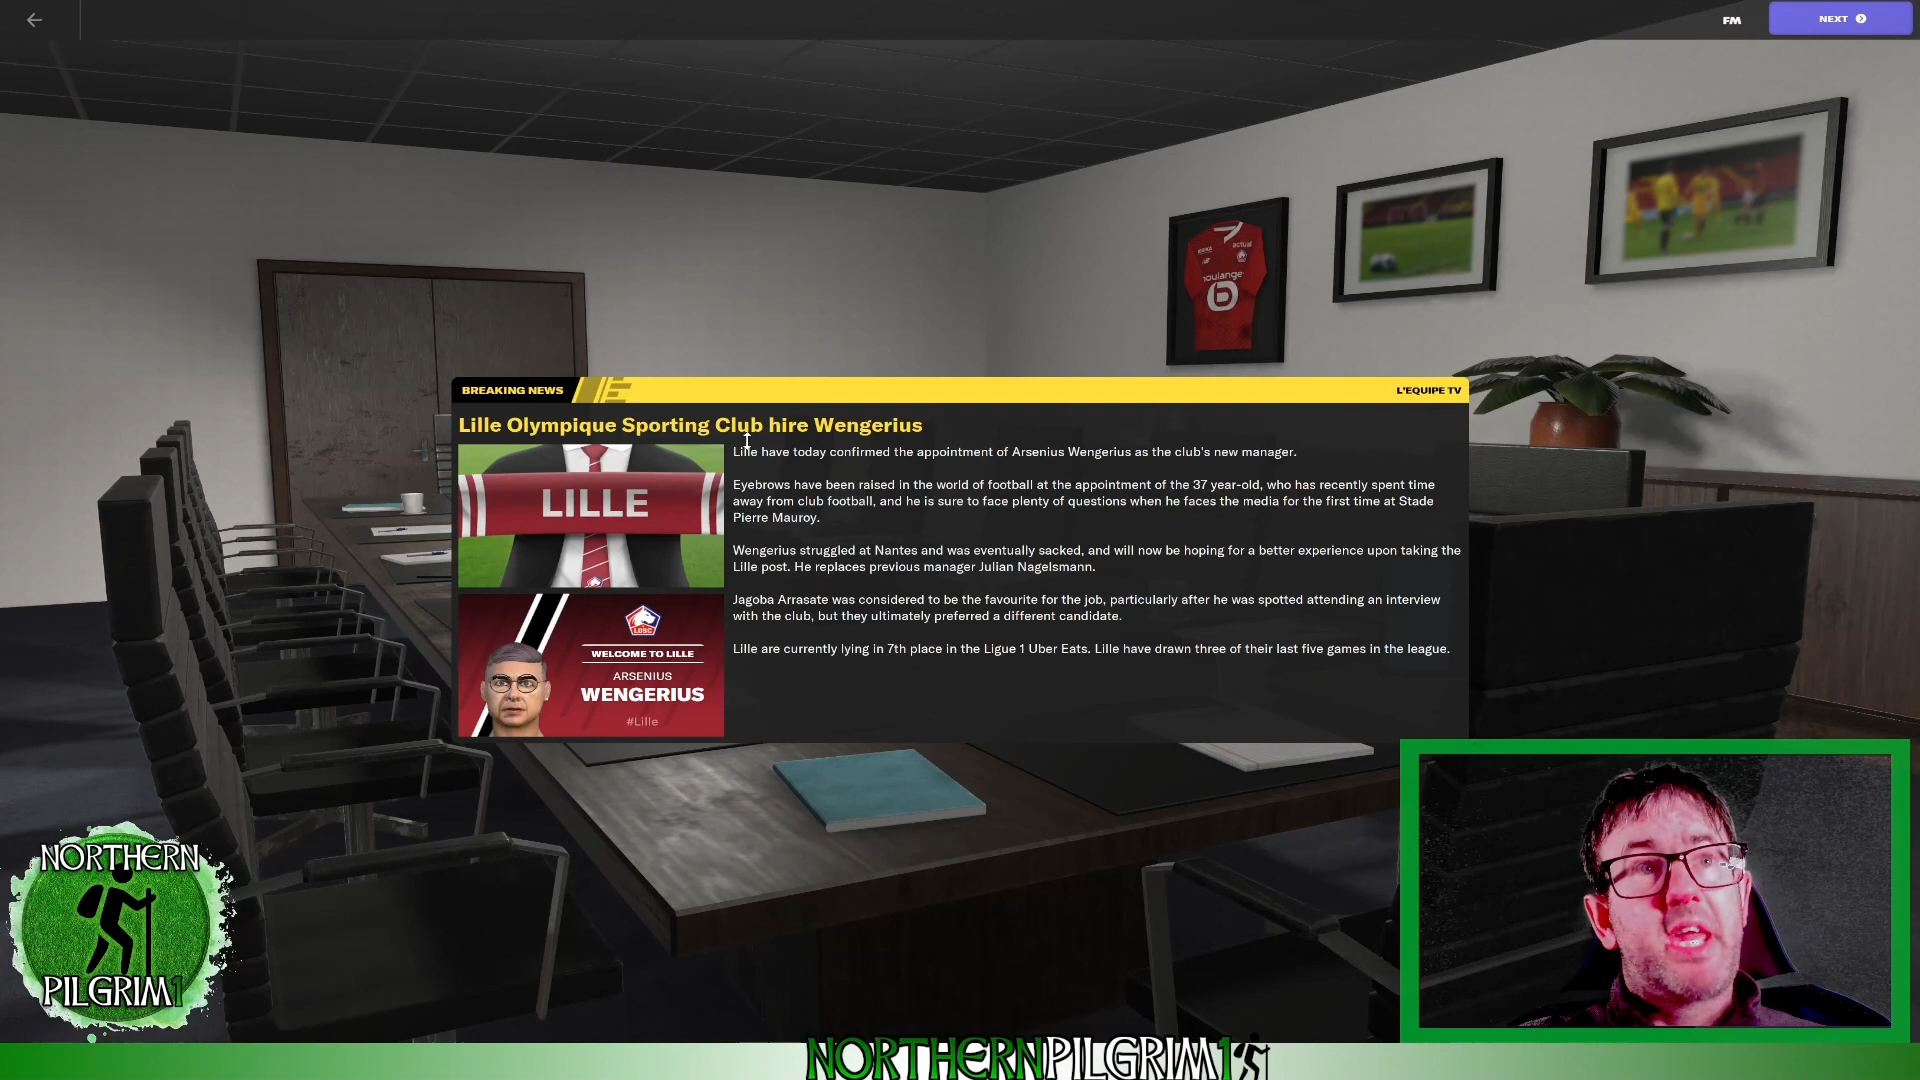 FM
NEXT
actual
boulanger
BREAKING NEWS
L'EQUIPE TV
Lille Olympique Sporting Club hire Wengerius
LILLE
Lille have today confirmed the appointment of Arsenius Wengerius as the club's new manager.
Eyebrows have been raised in the world of football at the appointment of the 37 year-old, who has recently spent time
away from club football, and he is sure to face plenty of questions when he faces the media for the first time at Stade
Pierre Mauroy.
Wengerius struggled at Nantes and was eventually sacked, and will now be hoping for a better experience upon taking the
Lille post. He replaces previous manager Julian Nagelsmann.
Jagoba Arrasate was considered to be the favourite for the job, particularly after he was spotted attending an interview
with the club, but they ultimately preferred a different candidate.
Lille are currently lying in 7th place in the Ligue 1 Uber Eats. Lille have drawn three of their last five games in the league.
LOSC
WELCOME TO LILLE
ARSENIUS
WENGERIUS
#Lille
NORTHERN
PILGRIM1
NORTHERNPILGRIM1